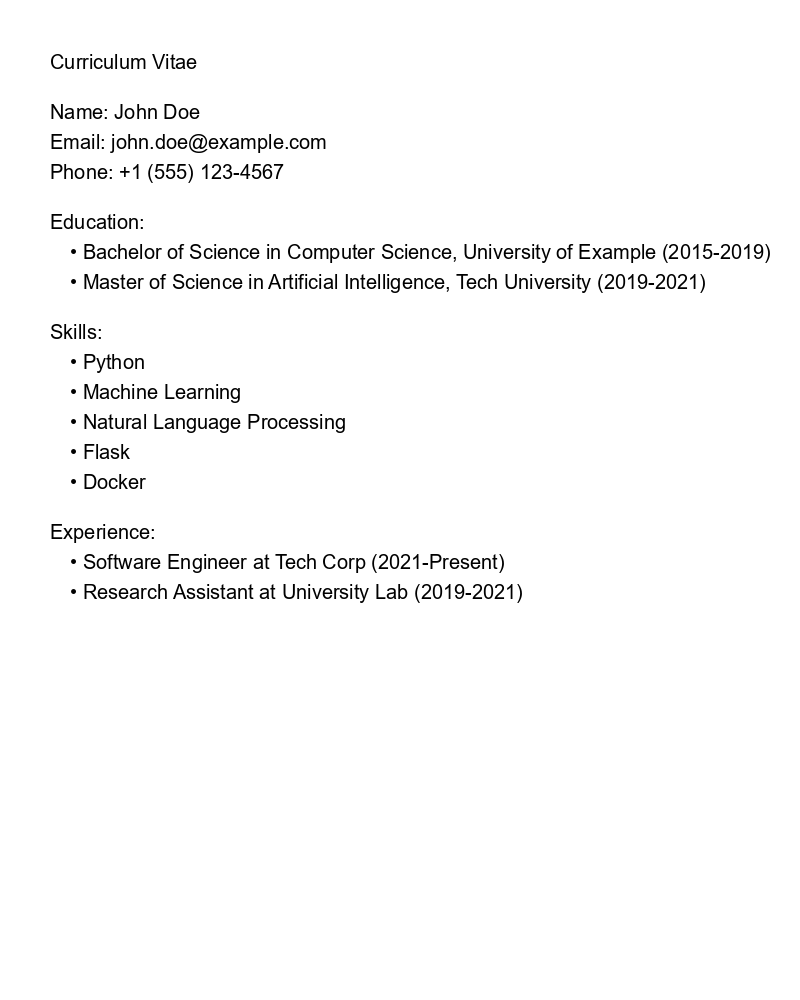 Curriculum Vitae
Name: John Doe
Email: john.doe@example.com
Phone: +1 (555) 123-4567
Education:
• Bachelor of Science in Computer Science, University of Example (2015-2019)
• Master of Science in Artificial Intelligence, Tech University (2019-2021)
Skills:
• Python
• Machine Learning
• Natural Language Processing
• Flask
• Docker
Experience:
• Software Engineer at Tech Corp (2021-Present)
• Research Assistant at University Lab (2019-2021)